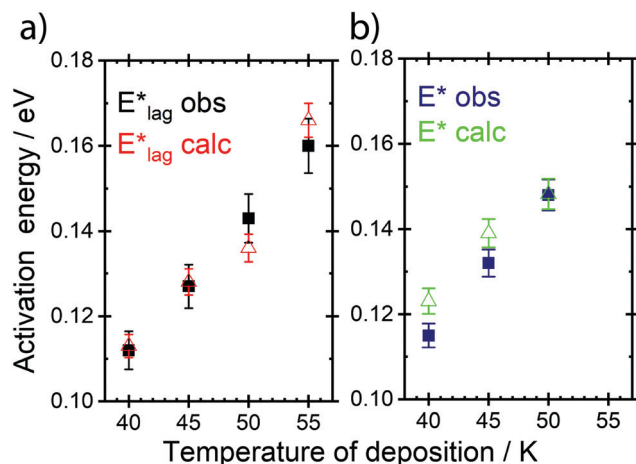 a)
b)
E*lag obs
E*lag calc
E* obs
E* calc
Activation energy / eV
0.18
0.16
0.14
0.12
0.10
40 45 50 55
0.18
0.16
0.14
0.12
0.10
40 45 50 55
Temperature of deposition / K